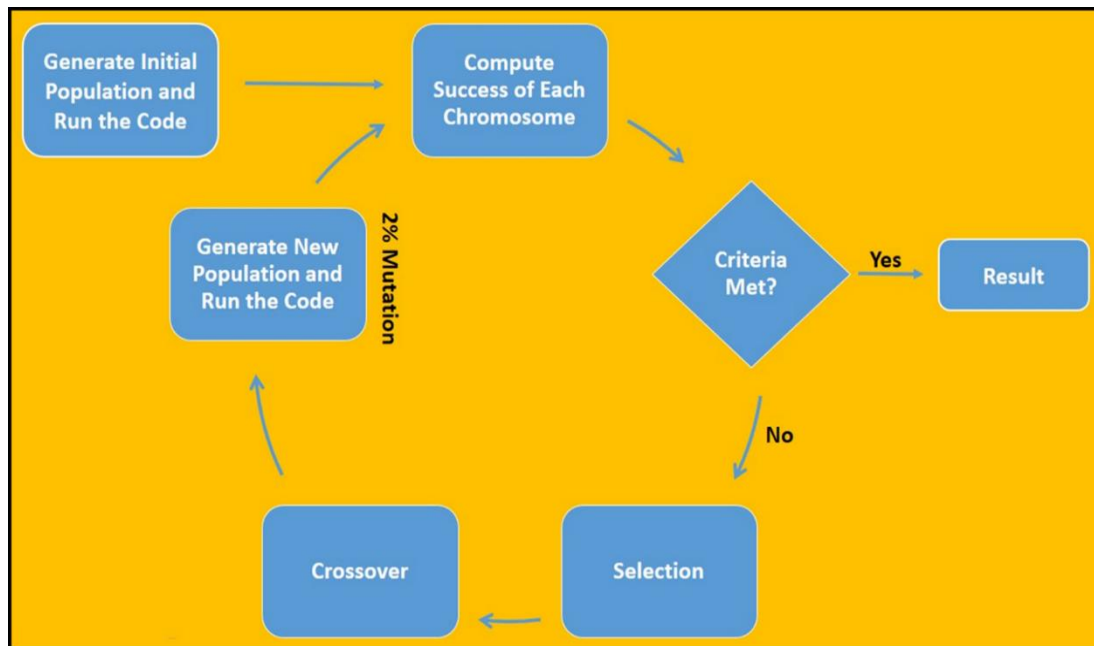 Generate Initial
Population and
Run the Code
Compute
Success of Each
Chromosome
Generate New
Population and
Run the Code
2% Mutation
Criteria
Met?
Yes
Result
No
Crossover
Selection